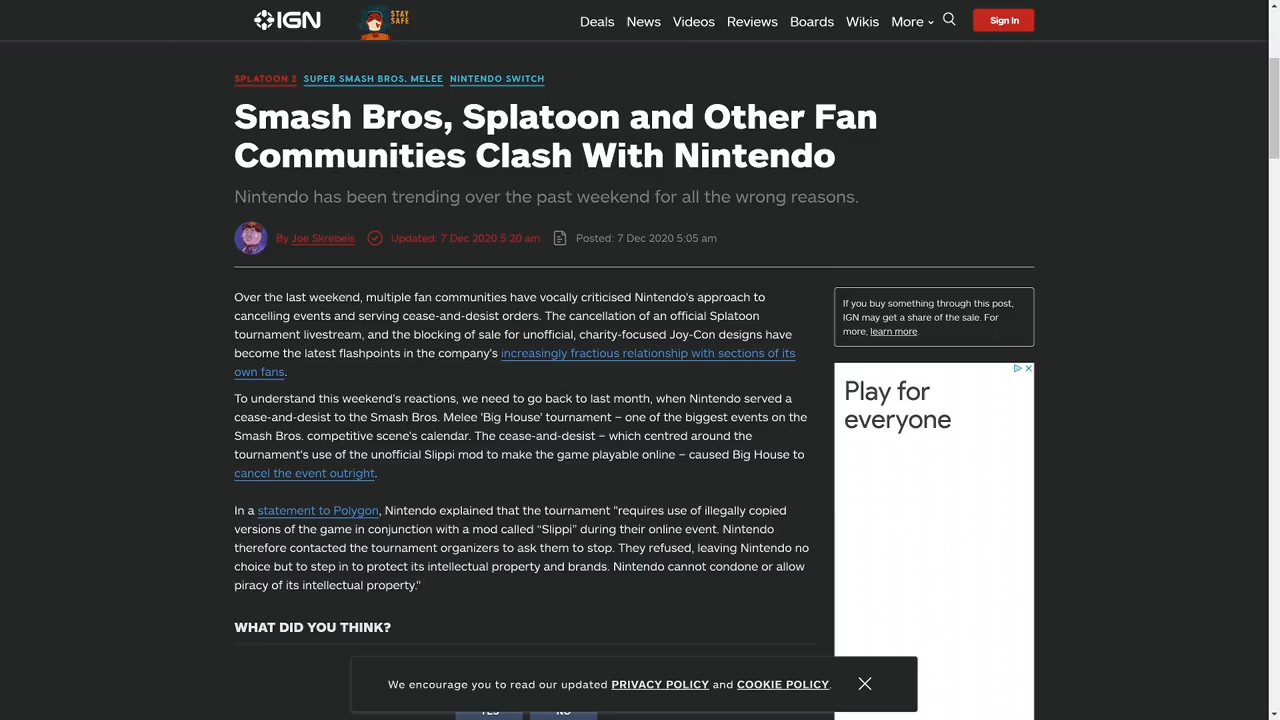 IGN
STAY
SAFE
Deals News Videos Reviews Boards Wikis More Sign In
SPLATOON 2 SUPER SMASH BROS. MELEE NINTENDO SWITCH
Smash Bros, Splatoon and Other Fan
Communities Clash With Nintendo
Nintendo has been trending over the past weekend for all the wrong reasons.
By Joe Skrebels Updated: 7 Dec 2020 5:20 am Posted: 7 Dec 2020 5:05 am
Over the last weekend, multiple fan communities have vocally criticised Nintendo's approach to
cancelling events and serving cease-and-desist orders. The cancellation of an official Splatoon
tournament livestream, and the blocking of sale for unofficial, charity-focused Joy-Con designs have
become the latest flashpoints in the company's increasingly fractious relationship with sections of its
own fans.
To understand this weekend's reactions, we need to go back to last month, when Nintendo served a
cease-and-desist to the Smash Bros. Melee 'Big House' tournament – one of the biggest events on the
Smash Bros. competitive scene's calendar. The cease-and-desist – which centred around the
tournament's use of the unofficial Slippi mod to make the game playable online – caused Big House to
cancel the event outright.
In a statement to Polygon, Nintendo explained that the tournament "requires use of illegally copied
versions of the game in conjunction with a mod called “Slippi” during their online event. Nintendo
therefore contacted the tournament organizers to ask them to stop. They refused, leaving Nintendo no
choice but to step in to protect its intellectual property and brands. Nintendo cannot condone or allow
piracy of its intellectual property."
WHAT DID YOU THINK?
YES NO
If you buy something through this post,
IGN may get a share of the sale. For
more, learn more.
Play for
everyone
We encourage you to read our updated PRIVACY POLICY and COOKIE POLICY.